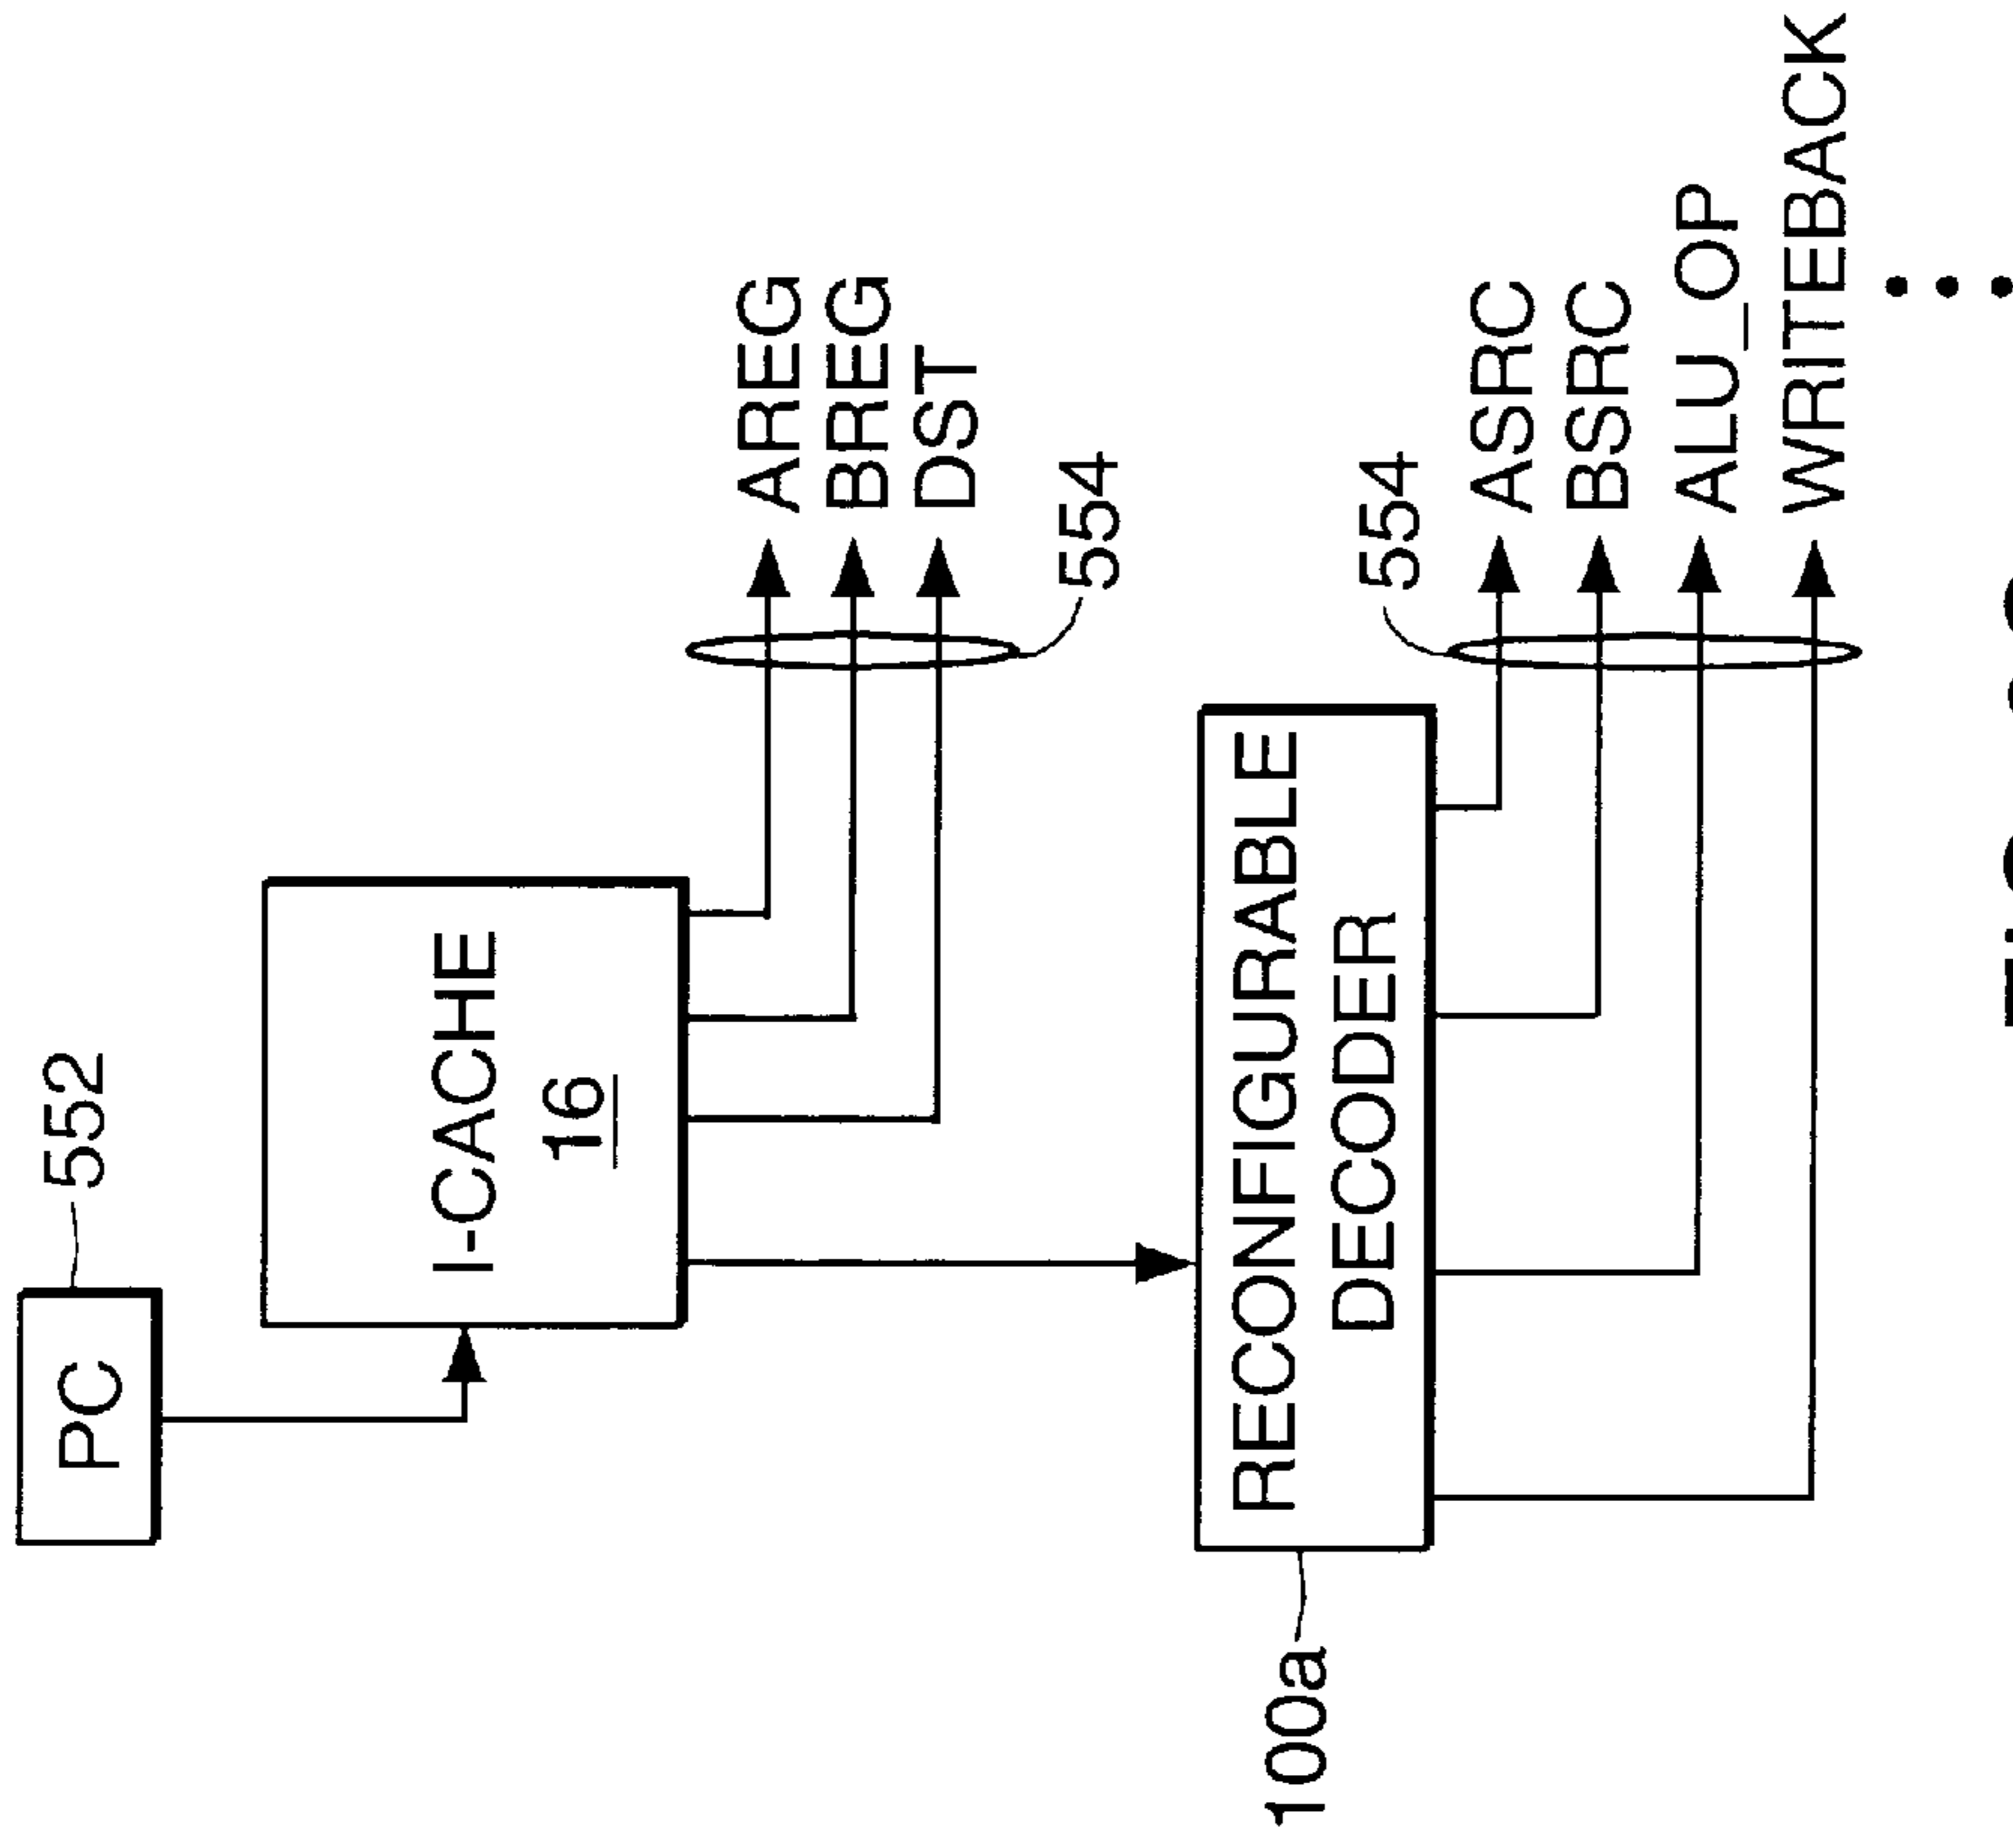 PC
552
I-CACHE
16
AREG
BREG
DST
554
RECONFIGURABLE
DECODER
100a
554
ASRC
BSRC
ALU_OP
WRITEBACK